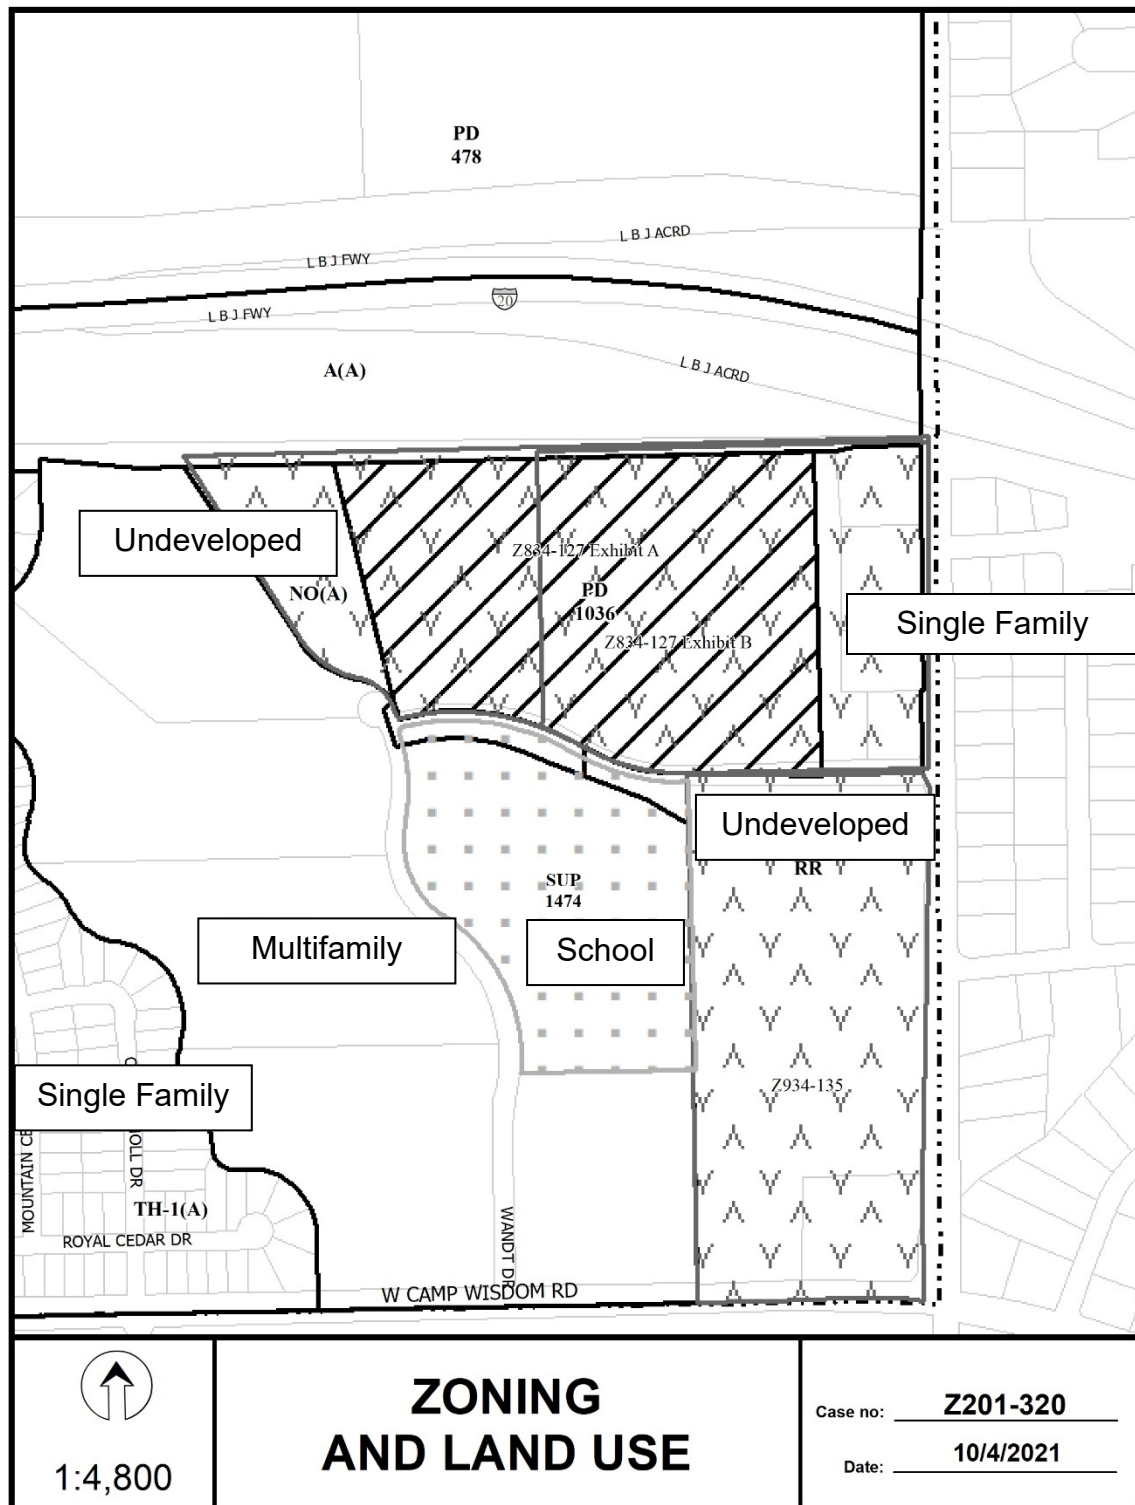 PD
478
L B J ACRD
L B J FWY
20
L B J FWY
L B J ACRD
A(A)
Undeveloped
Z834-127 Exhibit A
NO(A)
PD
1036
Single Family
Z834-127 Exhibit B
Undeveloped
RR
SUP
1474
Multifamily
School
Z934-135
Single Family
OLL DR
MOUNTAIN CE
TH-1(A)
ROYAL CEDAR DR
WANDT DR
W CAMP WISDOM RD
1:4,800
ZONING
AND LAND USE
Case no: Z201-320
Date: 10/4/2021